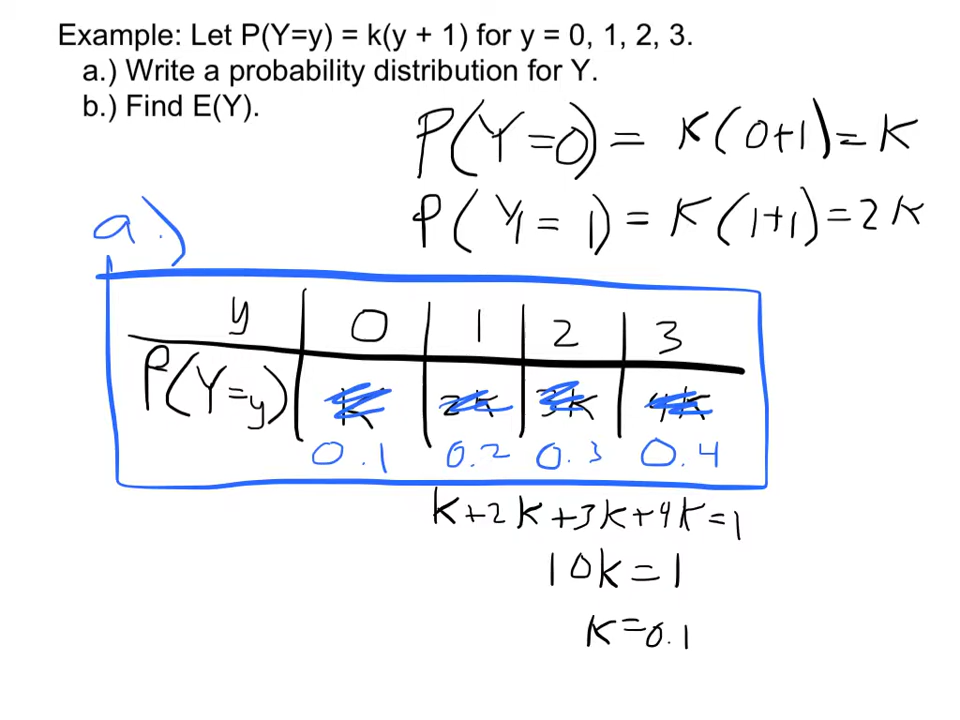 Example: Let P(Y=y) = k(y + 1) for y = 0, 1, 2, 3.
a.) Write a probability distribution for Y.
b.) Find E(Y).
P(Y=0) = K(0+1) = K
P(Y=1) = K(1+1) = 2K
a.)
y 0 1 2 3
P(Y=y) K 2K 3K 4K
0.1 0.2 0.3 0.4
K+2K+3K+4K=1
10k=1
K=0.1